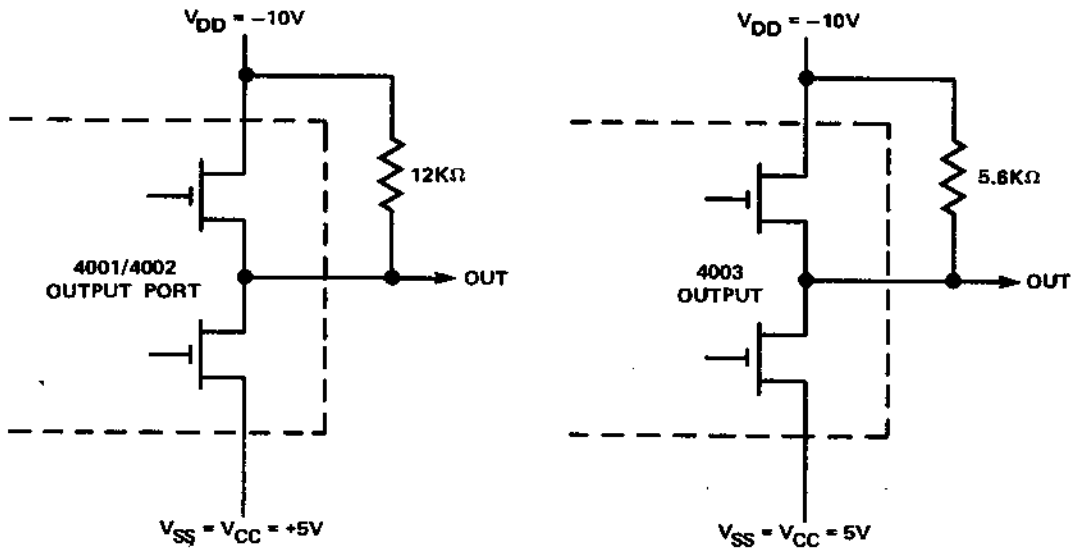 V_DD = –10V
12KΩ
4001/4002
OUTPUT PORT
OUT
V_SS = V_CC = +5V
V_DD = –10V
5.6KΩ
4003
OUTPUT
OUT
V_SS = V_CC = 5V